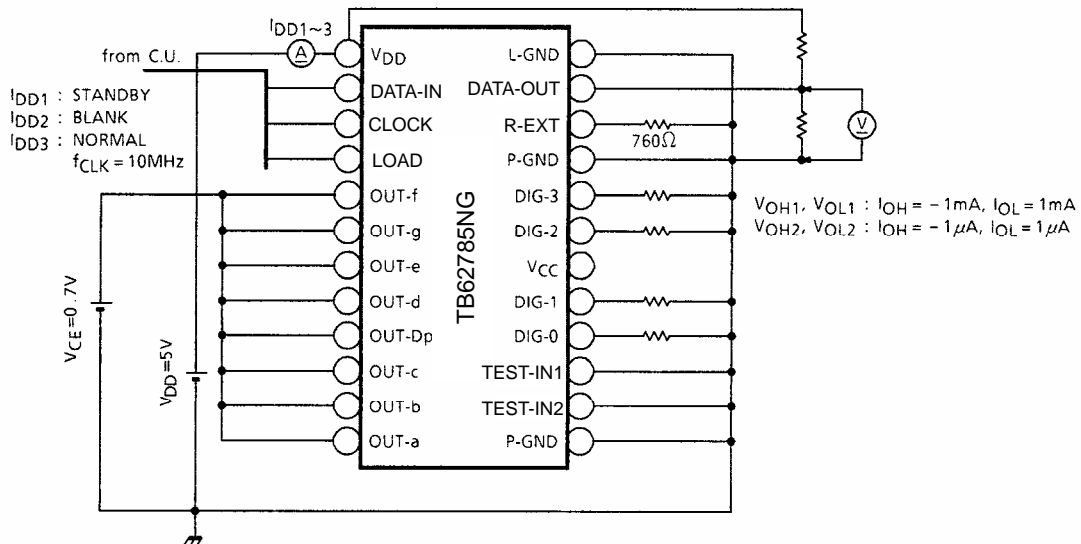 IDD1~3
A
from C.U.
IDD1 : STANDBY
IDD2 : BLANK
IDD3 : NORMAL
fCLK = 10MHz
VCE=0.7V
VDD=5V
VDD
DATA-IN
CLOCK
LOAD
OUT-f
OUT-g
OUT-e
OUT-d
OUT-Dp
OUT-c
OUT-b
OUT-a
TB62785NG
L-GND
DATA-OUT
R-EXT
P-GND
DIG-3
DIG-2
VCC
DIG-1
DIG-0
TEST-IN1
TEST-IN2
P-GND
760Ω
V
VOH1, VOL1 : IOH = −1mA, IOL = 1mA
VOH2, VOL2 : IOH = −1μA, IOL = 1μA